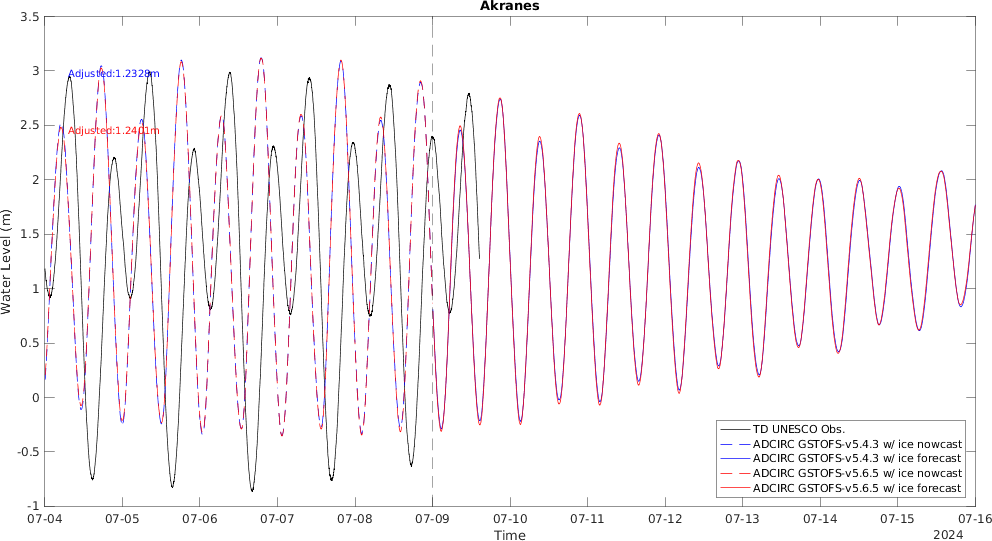 Akranes
3.5
3
2.5
2
1.5
1
0.5
0
-0.5
-1
Water Level (m)
Adjusted:1.2328m
Adjusted:1.2401m
TD UNESCO Obs.
ADCIRC GSTOFS-v5.4.3 w/ ice nowcast
ADCIRC GSTOFS-v5.4.3 w/ ice forecast
ADCIRC GSTOFS-v5.6.5 w/ ice nowcast
ADCIRC GSTOFS-v5.6.5 w/ ice forecast
07-04 07-05 07-06 07-07 07-08 07-09 07-10 07-11 07-12 07-13 07-14 07-15 07-16
Time
2024